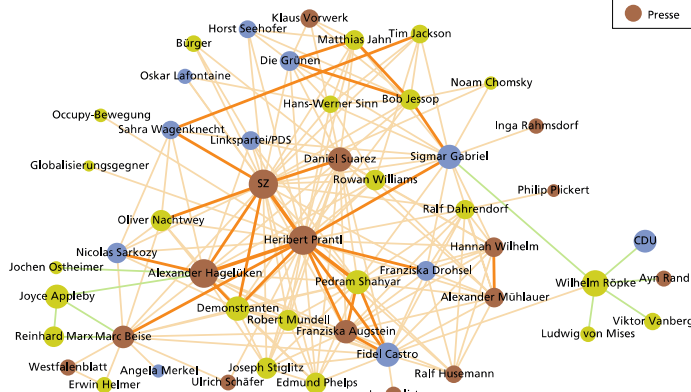 Klaus Vorwerk
Presse
Horst Seehofer
Tim Jackson
Matthias Jahn
Bürger
Die Grünen
Oskar Lafontaine
Noam Chomsky
Bob Jessop
Hans-Werner Sinn
Occupy-Bewegung
Sahra Wagenknecht
Inga Rahmsdorf
Linkspartei/PDS
Daniel Suarez
Sigmar Gabriel
Globalisierungsgegner
Rowan Williams
SZ
Philip Plickert
Ralf Dahrendorf
Oliver Nachtwey
Heribert Prantl
CDU
Hannah Wilhelm
Nicolas Sarkozy
Jochen Ostheimer
Alexander Hagelüken
Franziska Drohsel
Pedram Shahyar
Wilhelm Röpke
Ayn Rand
Joyce Appleby
Alexander Mühlauer
Demonstranten
Robert Mundell
Viktor Vanberg
Franziska Augstein
Ludwig von Mises
Reinhard Marx
Marc Beise
Fidel Castro
Westfalenblatt
Angela Merkel
Joseph Stiglitz
Ralf Husemann
Ulrich Schäfer
Edmund Phelps
Erwin Helmer